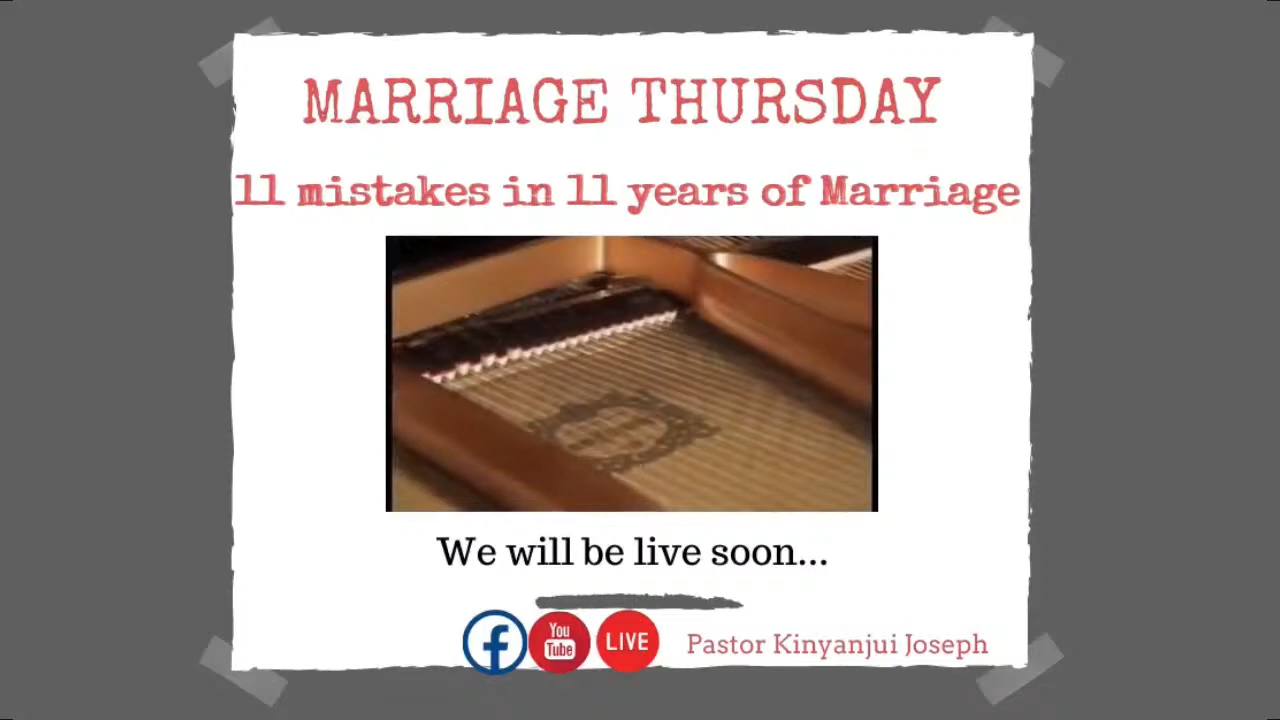 MARRIAGE THURSDAY
11 mistakes in 11 years of Marriage
We will be live soon...
You
Tube
LIVE
Pastor Kinyanjui Joseph